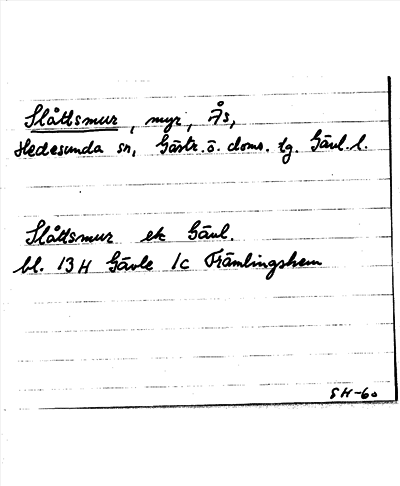 Slåttsmur, myr, Ås,
Hedesunda sn, Gästr. ö. doms. tg. Gävl. l.
Slåttsmur ek Gävl.
bl. 13 H Gävle 1c Främlingshem
SH-60